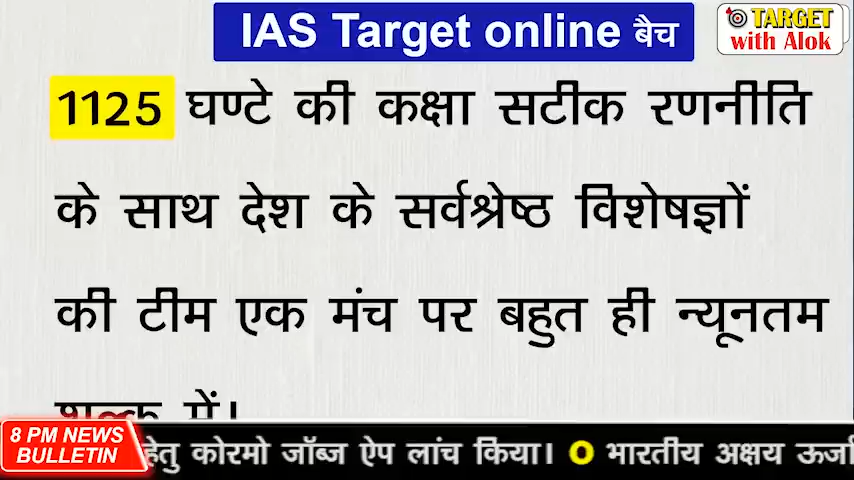 IAS Target online बैच
TARGET
with Alok
1125 घण्टे की कक्षा सटीक रणनीति
के साथ देश के सर्वश्रेष्ठ विशेषज्ञों
की टीम एक मंच पर बहुत ही न्यूनतम
शुल्क में।
8 PM NEWS
BULLETIN
हेतु कोरमो जॉब्ज ऐप लांच किया। O भारतीय अक्षय ऊर्जा